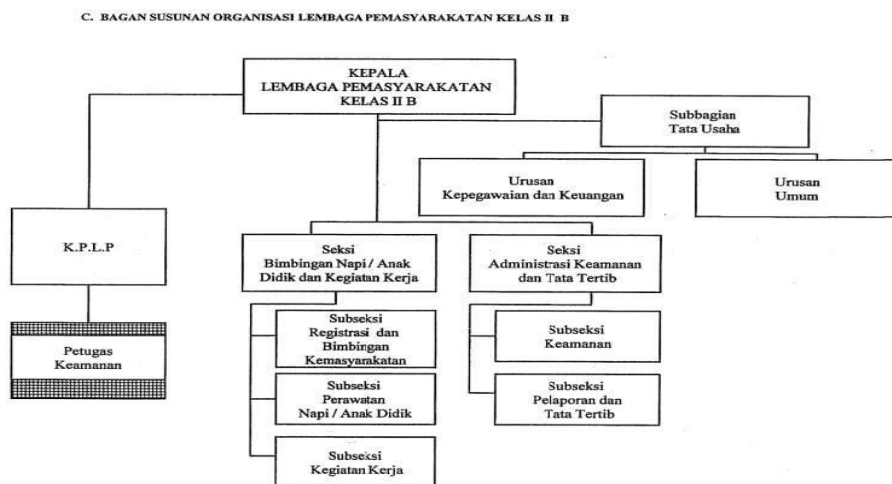 C. BAGAN SUSUNAN ORGANISASI LEMBAGA PEMASYARAKATAN KELAS II B
KEPALA
LEMBAGA PEMASYARAKATAN
KELAS II B
Subbagian
Tata Usaha
Urusan
Kepegawaian dan Keuangan
Urusan
Umum
K.P.L.P
Seksi
Bimbingan Napi / Anak
Didik dan Kegiatan Kerja
Seksi
Administrasi Keamanan
dan Tata Tertib
Petugas
Keamanan
Subseksi
Registrasi dan
Bimbingan
Kemasyarakatan
Subseksi
Perawatan
Napi / Anak Didik
Subseksi
Kegiatan Kerja
Subseksi
Keamanan
Subseksi
Pelaporan dan
Tata Tertib